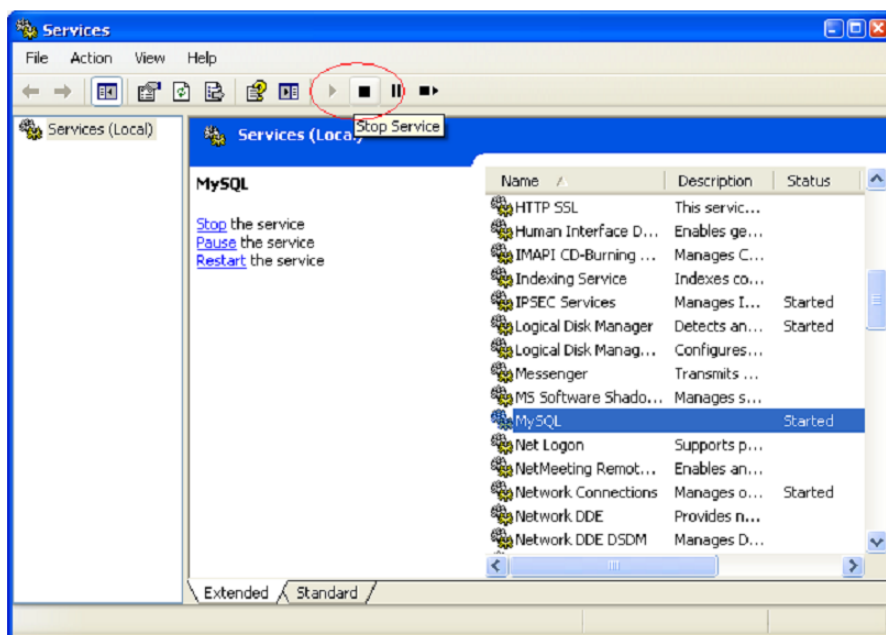 Services
File Action View Help
Stop Service
Services (Local)
Services (Local)
MySQL
Stop the service
Pause the service
Restart the service
Name Description Status
HTTP SSL This servic...
Human Interface D... Enables ge...
IMAPI CD-Burning ... Manages C...
Indexing Service Indexes co...
IPSEC Services Manages I... Started
Logical Disk Manager Detects an... Started
Logical Disk Manag... Configures...
Messenger Transmits ...
MS Software Shado... Manages s...
MySQL Started
Net Logon Supports p...
NetMeeting Remot... Enables an...
Network Connections Manages o... Started
Network DDE Provides n...
Network DDE DSDM Manages D...
Extended Standard